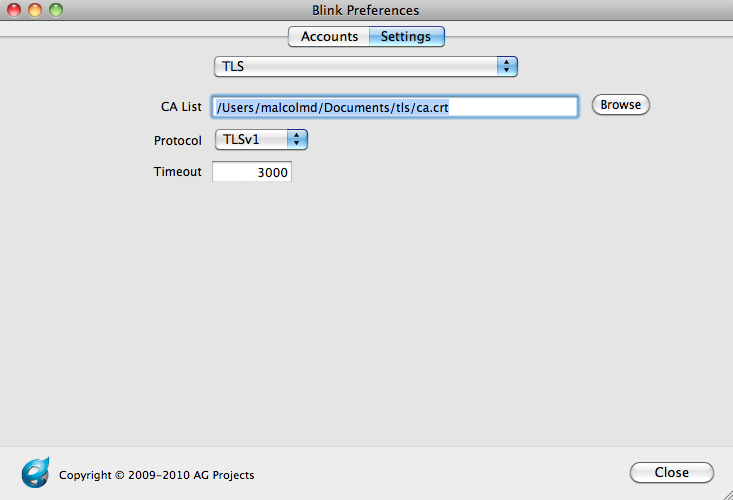 Blink Preferences
Accounts Settings
TLS
CA List /Users/malcolmd/Documents/tls/ca.crt Browse
Protocol TLSv1
Timeout 3000
Copyright © 2009-2010 AG Projects Close